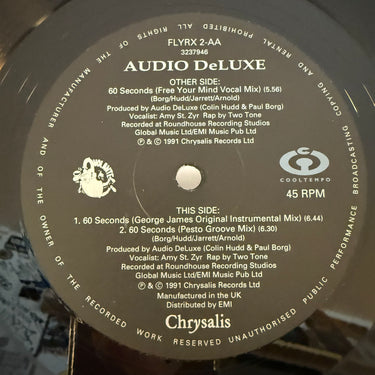 FLYRX 2-AA
3237946
AUDIO DeLUXE
OTHER SIDE:
60 Seconds (Free Your Mind Vocal Mix) (5.56)
(Borg/Hudd/Jarrett/Arnold)
Produced by Audio DeLuxe (Colin Hudd & Paul Borg)
Vocalist: Amy St. Zyr Rap by Two Tone
Recorded at Roundhouse Recording Studios
Global Music Ltd/EMI Music Pub Ltd
℗ & © 1991 Chrysalis Ltd
COOLTEMPO
45 RPM
THIS SIDE:
1. 60 Seconds (George James Original Instrumental Mix) (6.44)
2. 60 Seconds (Pesto Groove Mix) (6.30)
(Borg/Hudd/Jarrett/Arnold)
Produced by Audio DeLuxe (Colin Hudd & Paul Borg)
Vocalist: Amy St. Zyr Rap by Two Tone
Recorded at Roundhouse Recording Studios
Global Music Ltd/EMI Music Pub Ltd
℗ & © 1991 Chrysalis Ltd
Manufactured in the UK
Distributed by EMI
Chrysalis
ALL RIGHTS OF THE MANUFACTURER AND OF THE OWNER OF THE RECORDED WORK RESERVED UNAUTHORISED PUBLIC PERFORMANCE BROADCASTING COPYING AND RENTAL PROHIBITED